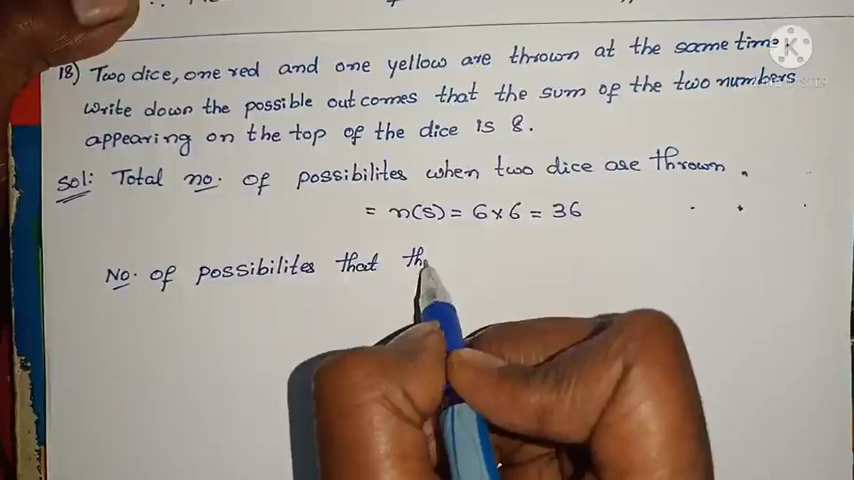 18) Two dice, one red and one yellow are thrown at the same time.
write down the possible outcomes that the sum of the two numbers
appearing on the top of the dice is 8.
Sol: Total no. of possibilites when two dice are thrown
= n(s) = 6×6 = 36
No. of possibilites that th
K
KINEMASTER